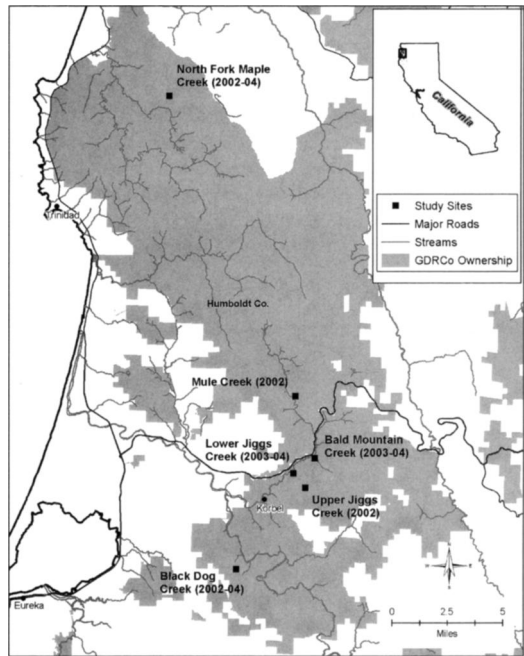 North Fork Maple
Creek (2002-04)
California
Study Sites
Major Roads
Streams
GDRCo Ownership
Trinidad
Humboldt Co.
Mule Creek (2002)
Lower Jiggs
Creek (2003-04)
Bald Mountain
Creek (2003-04)
Korbel
Upper Jiggs
Creek (2002)
Black Dog
Creek (2002-04)
Eureka
0 2.5 5
Miles